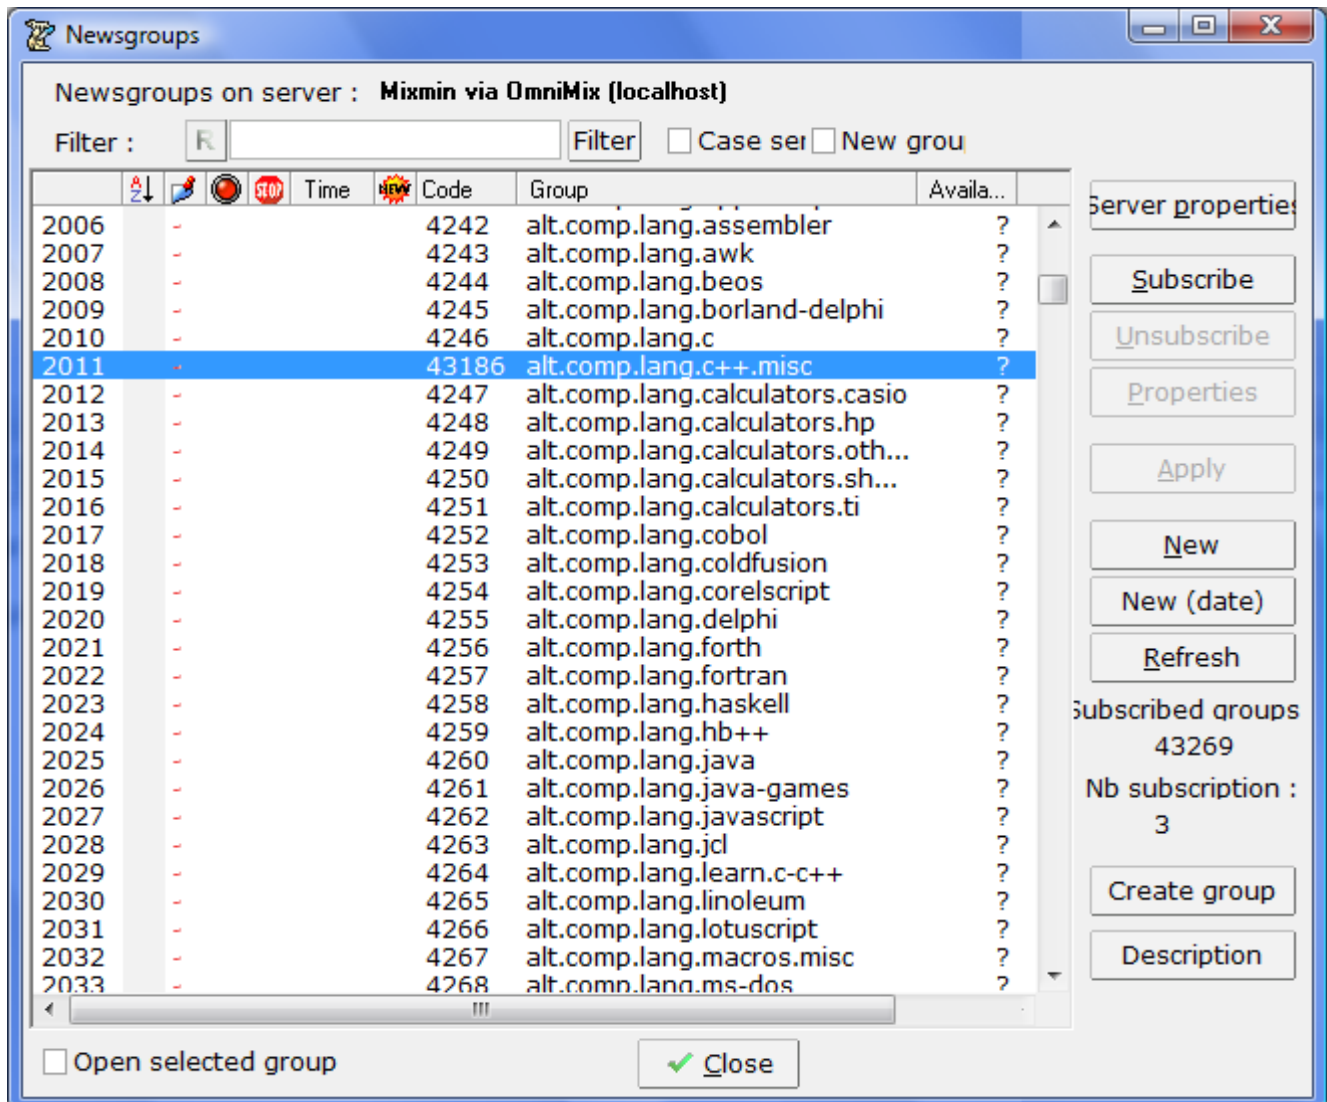 Newsgroups
Newsgroups on server : Mixmin via OmniMix (localhost)
Filter : R Filter Case ser New grou
A Z STOP Time NEW Code Group Availa...
2006 - 4242 alt.comp.lang.assembler ?
2007 - 4243 alt.comp.lang.awk ?
2008 - 4244 alt.comp.lang.beos ?
2009 - 4245 alt.comp.lang.borland-delphi ?
2010 - 4246 alt.comp.lang.c ?
2011 - 43186 alt.comp.lang.c++.misc ?
2012 - 4247 alt.comp.lang.calculators.casio ?
2013 - 4248 alt.comp.lang.calculators.hp ?
2014 - 4249 alt.comp.lang.calculators.oth... ?
2015 - 4250 alt.comp.lang.calculators.sh... ?
2016 - 4251 alt.comp.lang.calculators.ti ?
2017 - 4252 alt.comp.lang.cobol ?
2018 - 4253 alt.comp.lang.coldfusion ?
2019 - 4254 alt.comp.lang.corelscript ?
2020 - 4255 alt.comp.lang.delphi ?
2021 - 4256 alt.comp.lang.forth ?
2022 - 4257 alt.comp.lang.fortran ?
2023 - 4258 alt.comp.lang.haskell ?
2024 - 4259 alt.comp.lang.hb++ ?
2025 - 4260 alt.comp.lang.java ?
2026 - 4261 alt.comp.lang.java-games ?
2027 - 4262 alt.comp.lang.javascript ?
2028 - 4263 alt.comp.lang.jcl ?
2029 - 4264 alt.comp.lang.learn.c-c++ ?
2030 - 4265 alt.comp.lang.linoleum ?
2031 - 4266 alt.comp.lang.lotuscript ?
2032 - 4267 alt.comp.lang.macros.misc ?
2033 - 4268 alt.comp.lang.ms-dos ?
Server properties
Subscribe
Unsubscribe
Properties
Apply
New
New (date)
Refresh
Subscribed groups
43269
Nb subscription :
3
Create group
Description
Open selected group
Close